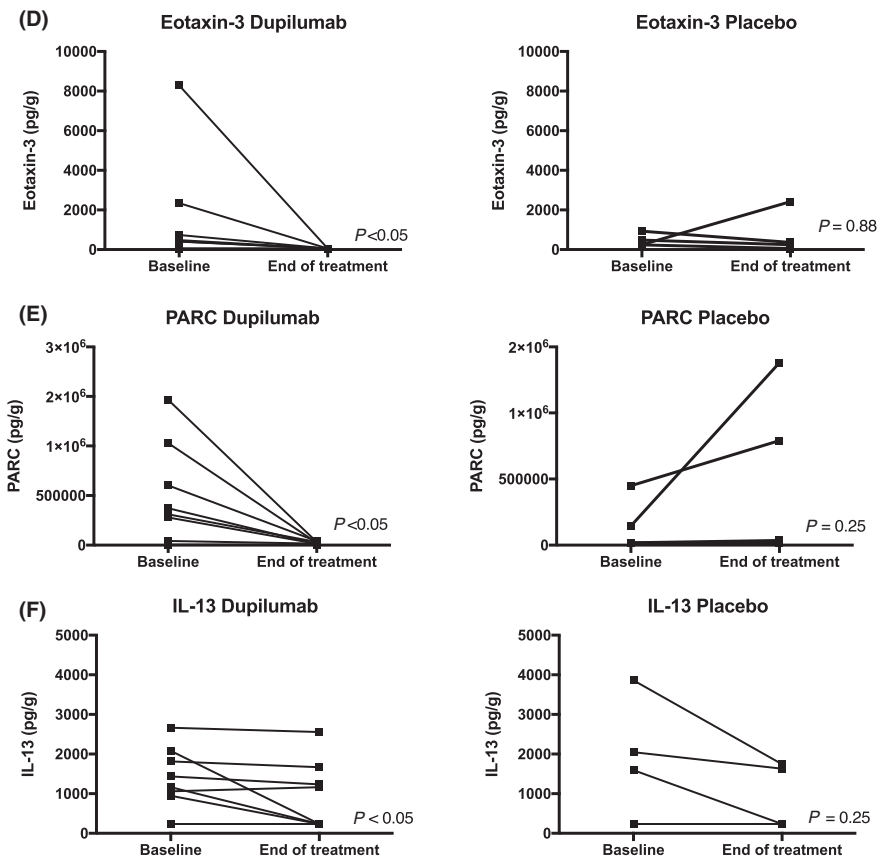 (D)
Eotaxin-3 Dupilumab
Eotaxin-3 (pg/g)
10000
8000
6000
4000
2000
0
P<0.05
Baseline End of treatment
Eotaxin-3 Placebo
Eotaxin-3 (pg/g)
10000
8000
6000
4000
2000
0
P = 0.88
Baseline End of treatment
(E)
PARC Dupilumab
PARC (pg/g)
3×10⁶
2×10⁶
1×10⁶
500000
0
P<0.05
Baseline End of treatment
PARC Placebo
PARC (pg/g)
2×10⁶
1×10⁶
500000
0
P = 0.25
Baseline End of treatment
(F)
IL-13 Dupilumab
IL-13 (pg/g)
5000
4000
3000
2000
1000
0
P < 0.05
Baseline End of treatment
IL-13 Placebo
IL-13 (pg/g)
5000
4000
3000
2000
1000
0
P = 0.25
Baseline End of treatment